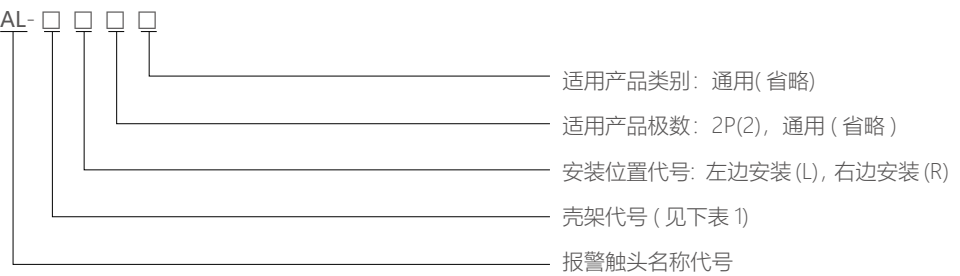 AL-□ □ □ □
适用产品类别：通用( 省略)
适用产品极数：2P(2)，通用 ( 省略 )
安装位置代号: 左边安装 (L), 右边安装 (R)
壳架代号 ( 见下表 1)
报警触头名称代号